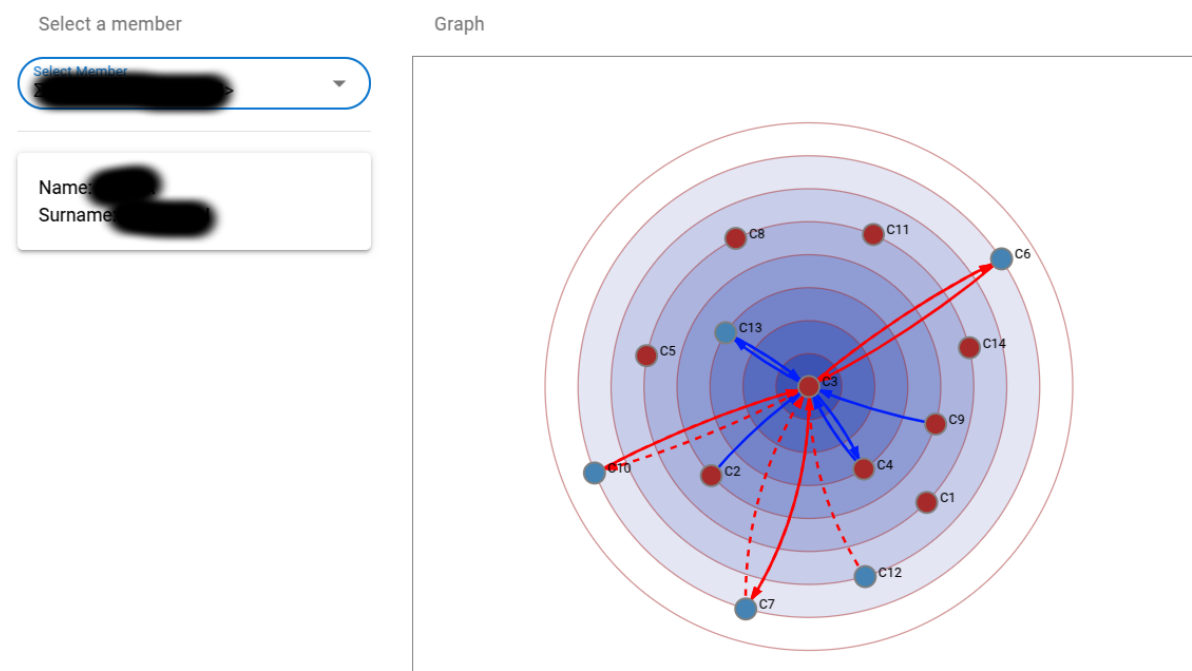 Select a member
Graph
Select Member
Name:
Surname:
C8
C11
C6
C13
C14
C5
C3
C9
C10
C2
C4
C1
C12
C7